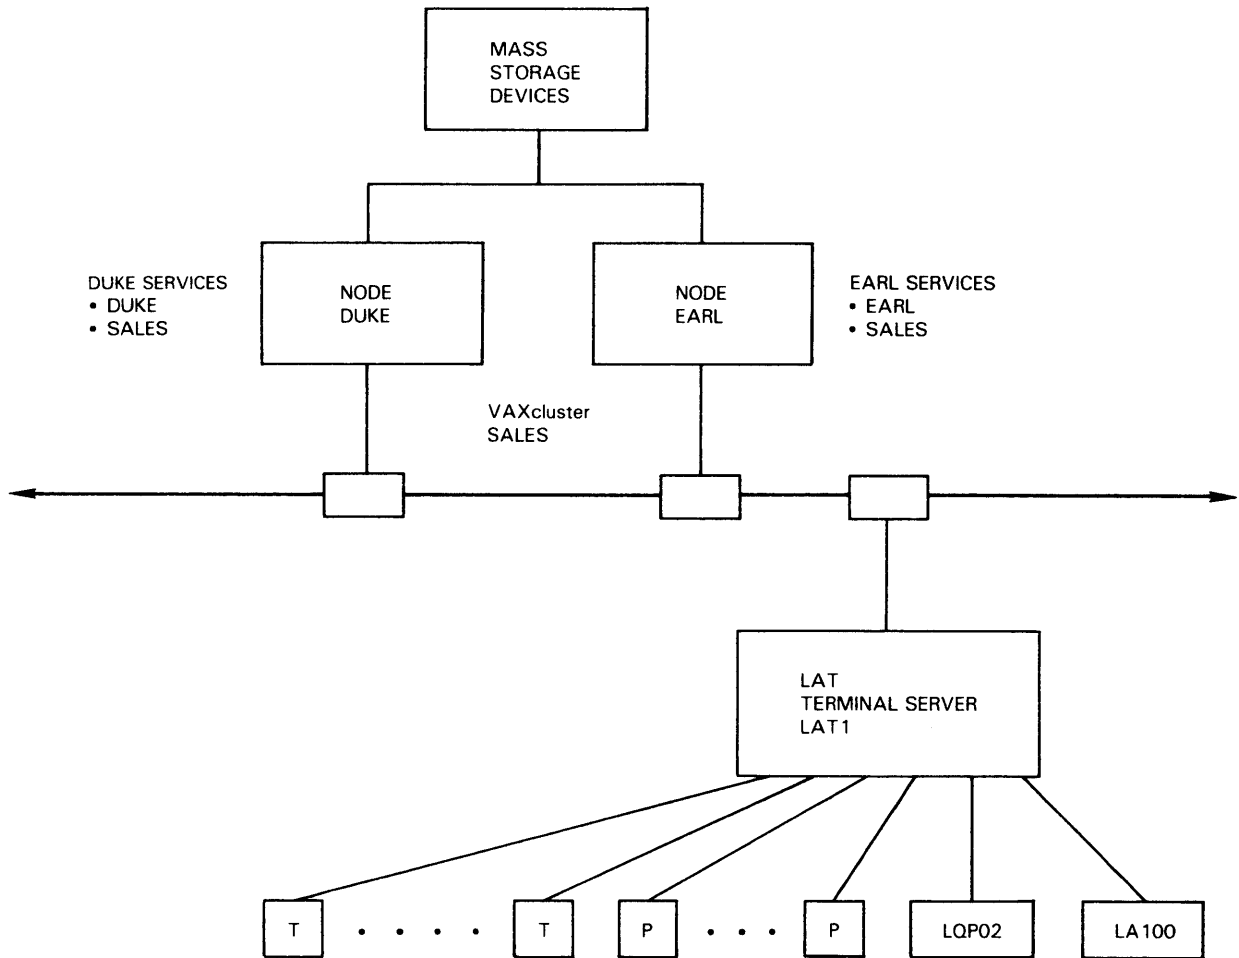 MASS
STORAGE
DEVICES
DUKE SERVICES
• DUKE
• SALES
NODE
DUKE
NODE
EARL
EARL SERVICES
• EARL
• SALES
VAXcluster
SALES
LAT
TERMINAL SERVER
LAT1
T . . . . T P . . . P LQP02 LA100